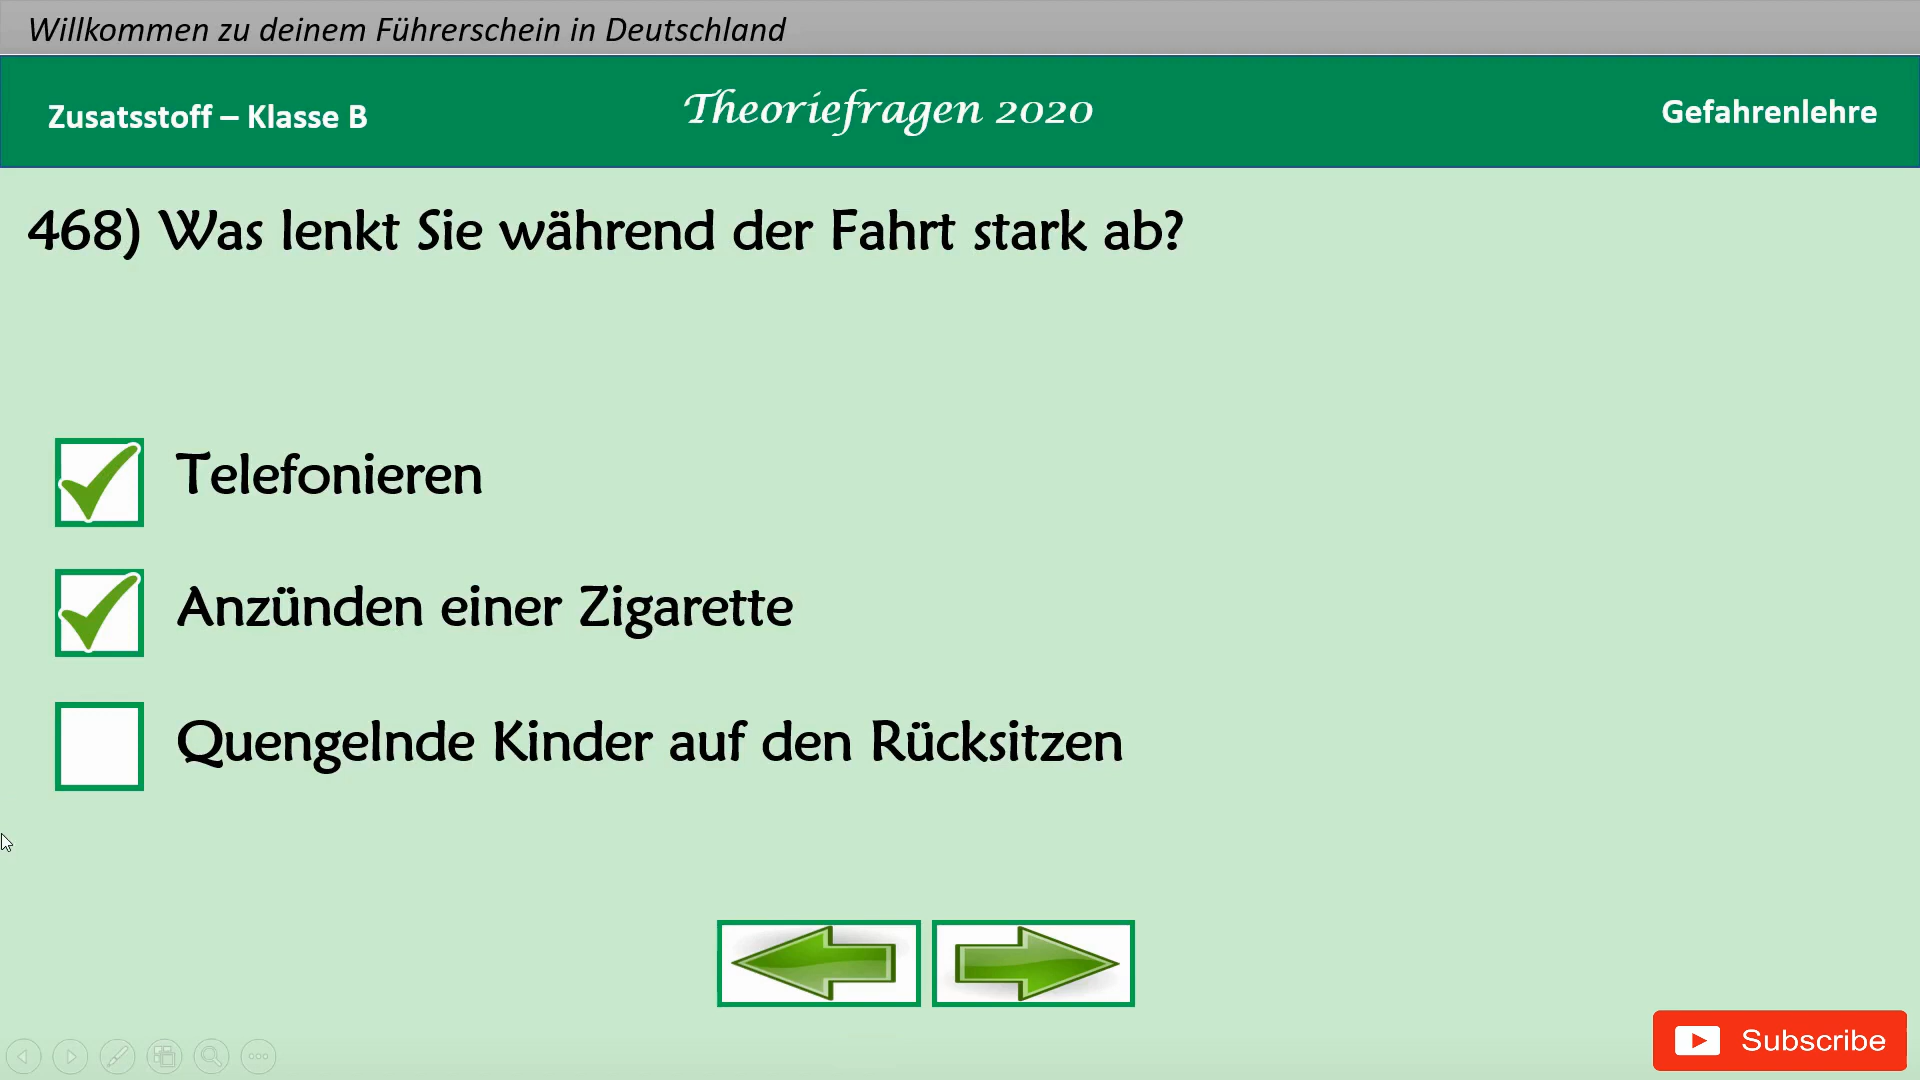 Willkommen zu deinem Führerschein in Deutschland
Zusatsstoff – Klasse B
Theoriefragen 2020
Gefahrenlehre
468) Was lenkt Sie während der Fahrt stark ab?
Telefonieren
Anzünden einer Zigarette
Quengelnde Kinder auf den Rücksitzen
Subscribe